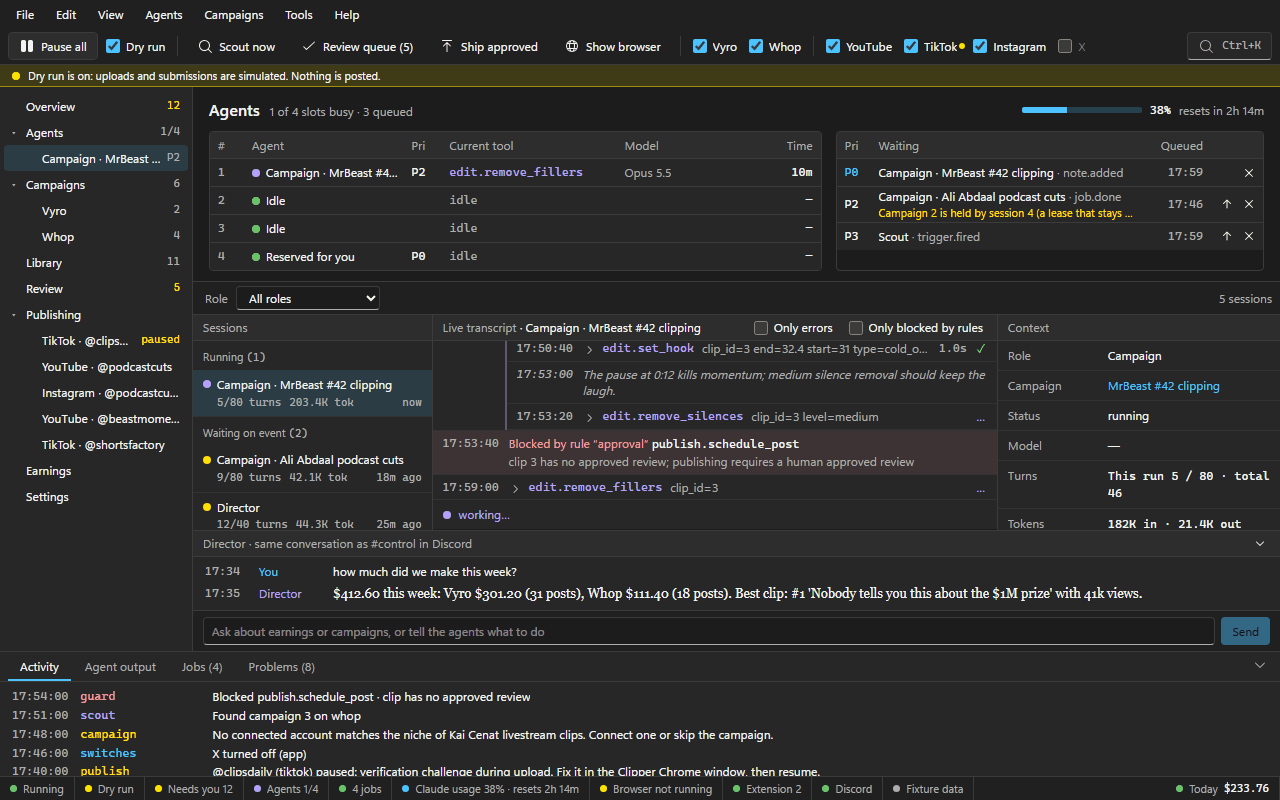 File Edit View Agents Campaigns Tools Help
Pause all Dry run Scout now Review queue (5) Ship approved Show browser Vyro Whop YouTube TikTok Instagram X Ctrl+K
Dry run is on: uploads and submissions are simulated. Nothing is posted.
Overview 12
Agents 1/4
Campaign · MrBeast ... P2
Campaigns 6
Vyro 2
Whop 4
Library 11
Review 5
Publishing
TikTok · @clips... paused
YouTube · @podcastcuts
Instagram · @podcastcu...
YouTube · @beastmome...
TikTok · @shortsfactory
Earnings
Settings
Agents 1 of 4 slots busy · 3 queued
38% resets in 2h 14m
# Agent Pri Current tool Model Time
1 Campaign · MrBeast #4... P2 edit.remove_fillers Opus 5.5 10m
2 Idle idle —
3 Idle idle —
4 Reserved for you P0 idle —
Pri Waiting Queued
P0 Campaign · MrBeast #42 clipping · note.added 17:59
P2 Campaign · Ali Abdaal podcast cuts · job.done 17:46
Campaign 2 is held by session 4 (a lease that stays ...
P3 Scout · trigger.fired 17:59
Role All roles 5 sessions
Sessions
Running (1)
Campaign · MrBeast #42 clipping
5/80 turns 203.4K tok now
Waiting on event (2)
Campaign · Ali Abdaal podcast cuts
9/80 turns 42.1K tok 18m ago
Director
12/40 turns 44.3K tok 25m ago
Live transcript · Campaign · MrBeast #42 clipping Only errors Only blocked by rules
17:50:40 edit.set_hook clip_id=3 end=32.4 start=31 type=cold_o... 1.0s ✓
17:53:00 The pause at 0:12 kills momentum; medium silence removal should keep the
laugh.
17:53:20 edit.remove_silences clip_id=3 level=medium ...
17:53:40 Blocked by rule “approval” publish.schedule_post
clip 3 has no approved review; publishing requires a human approved review
17:59:00 edit.remove_fillers clip_id=3 ...
working...
Context
Role Campaign
Campaign MrBeast #42 clipping
Status running
Model —
Turns This run 5 / 80 · total
46
Tokens 182K in · 21.4K out
Director · same conversation as #control in Discord
17:34 You how much did we make this week?
17:35 Director $412.60 this week: Vyro $301.20 (31 posts), Whop $111.40 (18 posts). Best clip: #1 'Nobody tells you this about the $1M prize' with 41k views.
Ask about earnings or campaigns, or tell the agents what to do Send
Activity Agent output Jobs (4) Problems (8)
17:54:00 guard Blocked publish.schedule_post · clip has no approved review
17:51:00 scout Found campaign 3 on whop
17:48:00 campaign No connected account matches the niche of Kai Cenat livestream clips. Connect one or skip the campaign.
17:46:00 switches X turned off (app)
17:40:00 publish @clipsdaily (tiktok) paused: verification challenge during upload. Fix it in the Clipper Chrome window, then resume.
Running Dry run Needs you 12 Agents 1/4 4 jobs Claude usage 38% · resets 2h 14m Browser not running Extension 2 Discord Fixture data Today $233.76